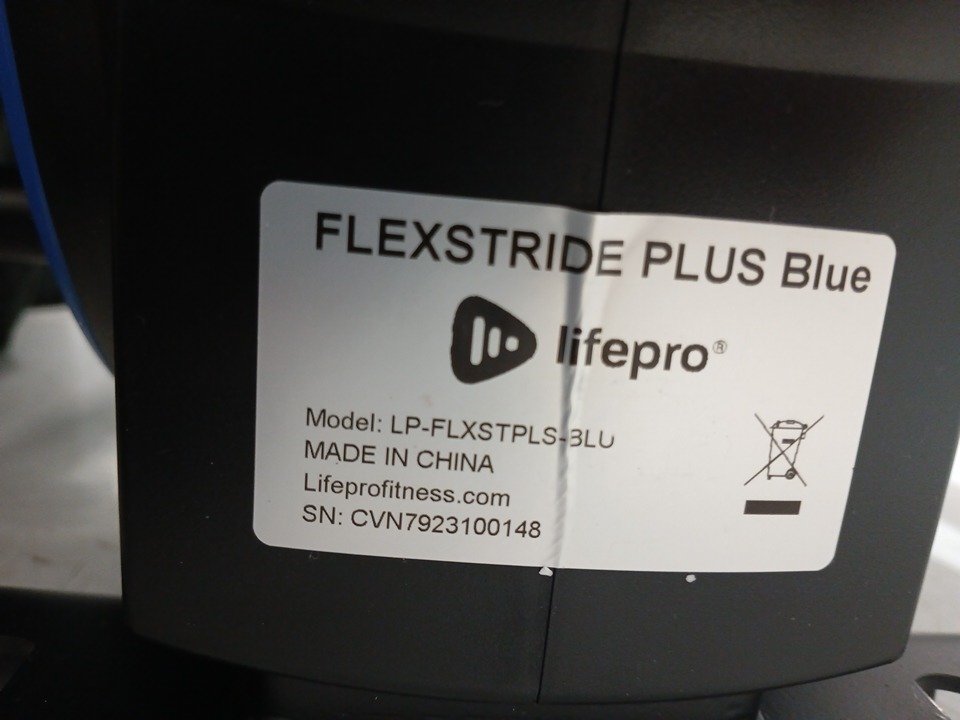 FLEXSTRIDE PLUS Blue
lifepro®
Model: LP-FLXSTPLS-BLU
MADE IN CHINA
Lifeprofitness.com
SN: CVN7923100148